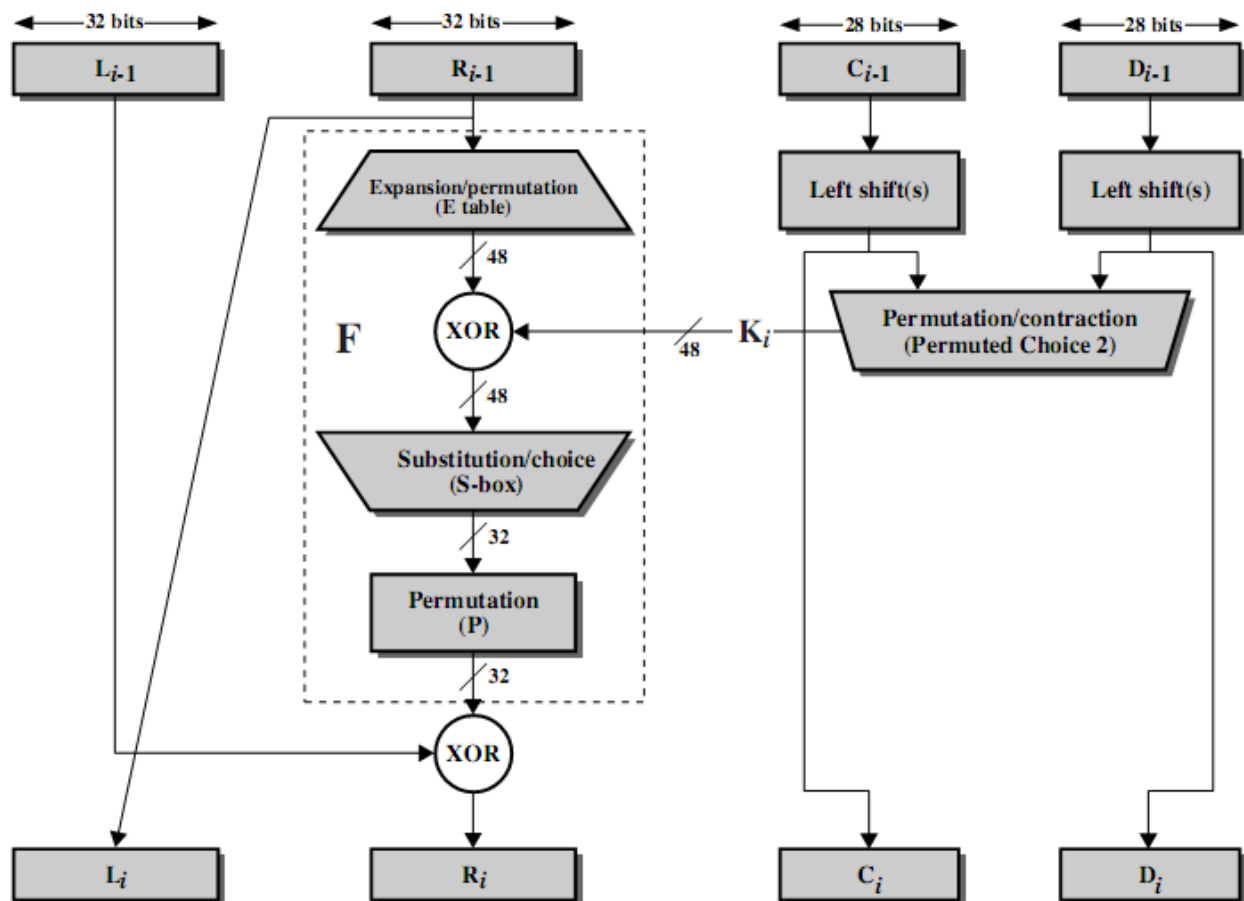 32 bits
32 bits
28 bits
28 bits
Li-1
Ri-1
Ci-1
Di-1
Expansion/permutation
(E table)
Left shift(s)
Left shift(s)
48
F
XOR
48
Ki
Permutation/contraction
(Permuted Choice 2)
48
Substitution/choice
(S-box)
32
Permutation
(P)
32
XOR
Li
Ri
Ci
Di